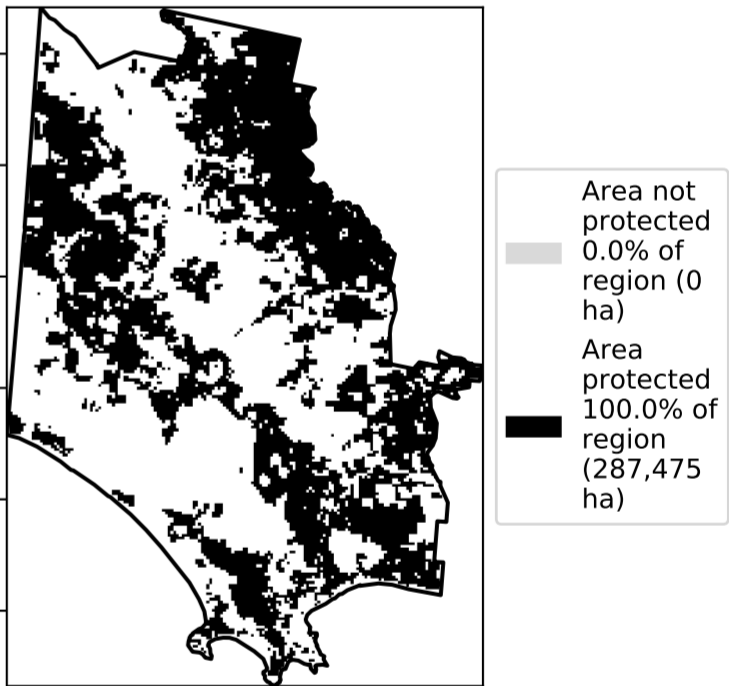 Area not
protected
0.0% of
region (0
ha)
Area
protected
100.0% of
region
(287,475
ha)